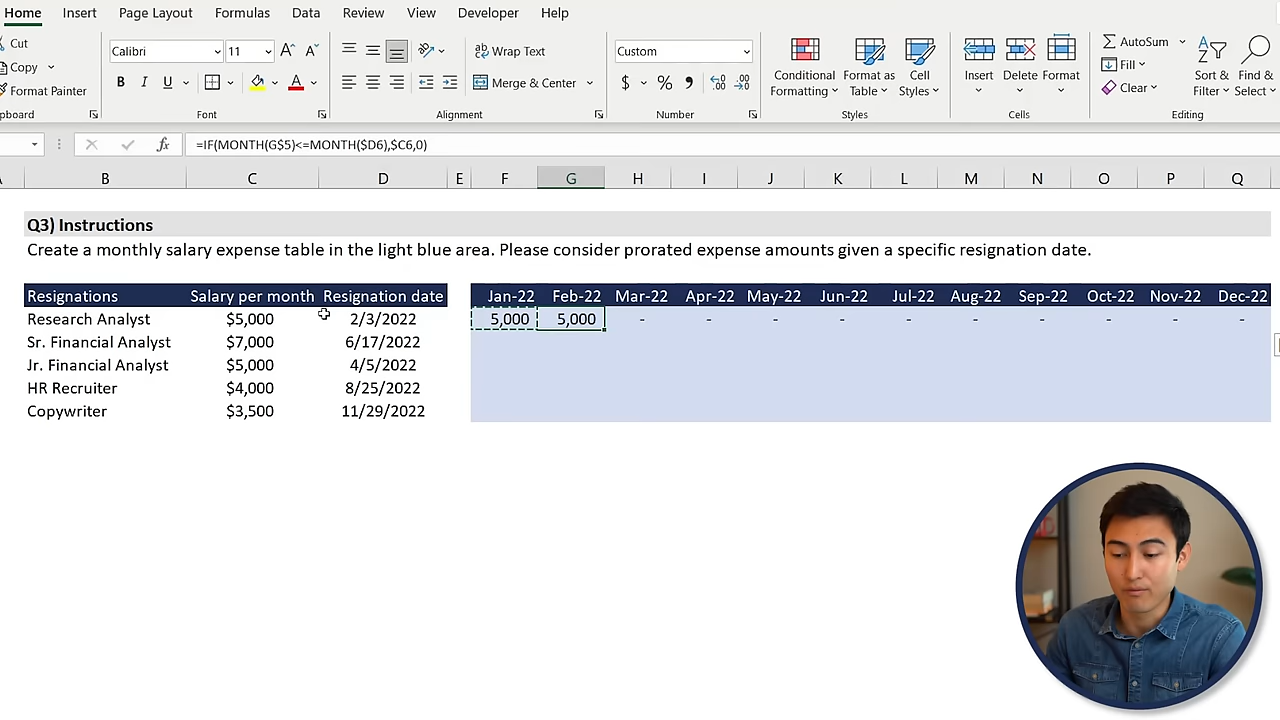 Home Insert Page Layout Formulas Data Review View Developer Help
Cut
Copy
Format Painter
pboard
Calibri 11
B I U
Font
Wrap Text
Merge & Center
Alignment
Custom
$ % 9
Number
Conditional Formatting
Format as Table
Cell Styles
Styles
Insert Delete Format
Cells
AutoSum
Fill
Clear
Sort & Filter
Find & Select
Editing
fx =IF(MONTH(G$5)<=MONTH($D6),$C6,0)
B C D E F G H I J K L M N O P Q
Q3) Instructions
Create a monthly salary expense table in the light blue area. Please consider prorated expense amounts given a specific resignation date.
Resignations Salary per month Resignation date Jan-22 Feb-22 Mar-22 Apr-22 May-22 Jun-22 Jul-22 Aug-22 Sep-22 Oct-22 Nov-22 Dec-22
Research Analyst $5,000 2/3/2022 5,000 5,000 - - - - - - - - - -
Sr. Financial Analyst $7,000 6/17/2022
Jr. Financial Analyst $5,000 4/5/2022
HR Recruiter $4,000 8/25/2022
Copywriter $3,500 11/29/2022